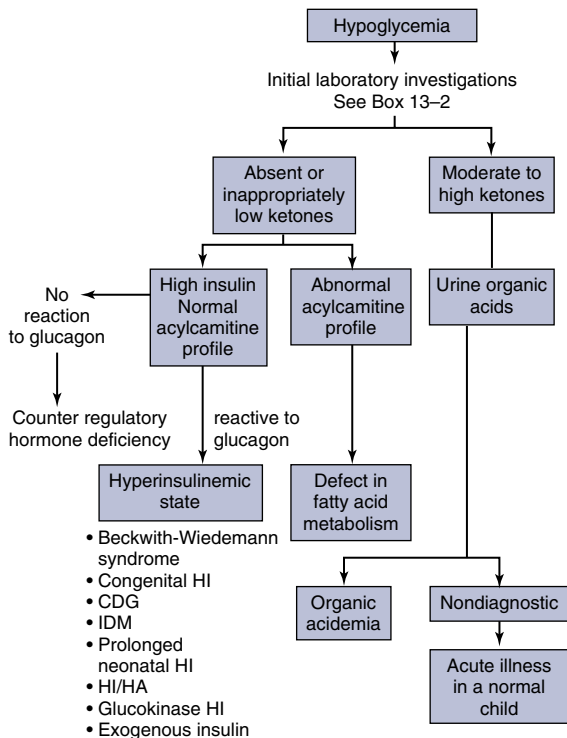 Hypoglycemia
Initial laboratory investigations
See Box 13–2
Absent or
inappropriately
low ketones
Moderate to
high ketones
No
reaction
to glucagon
High insulin
Normal
acylcamitine
profile
Abnormal
acylcamitine
profile
Urine organic
acids
Counter regulatory
hormone deficiency
reactive to
glucagon
Hyperinsulinemic
state
Defect in
fatty acid
metabolism
• Beckwith-Wiedemann
syndrome
• Congenital HI
• CDG
• IDM
• Prolonged
neonatal HI
• HI/HA
• Glucokinase HI
• Exogenous insulin
Organic
acidemia
Nondiagnostic
Acute illness
in a normal
child